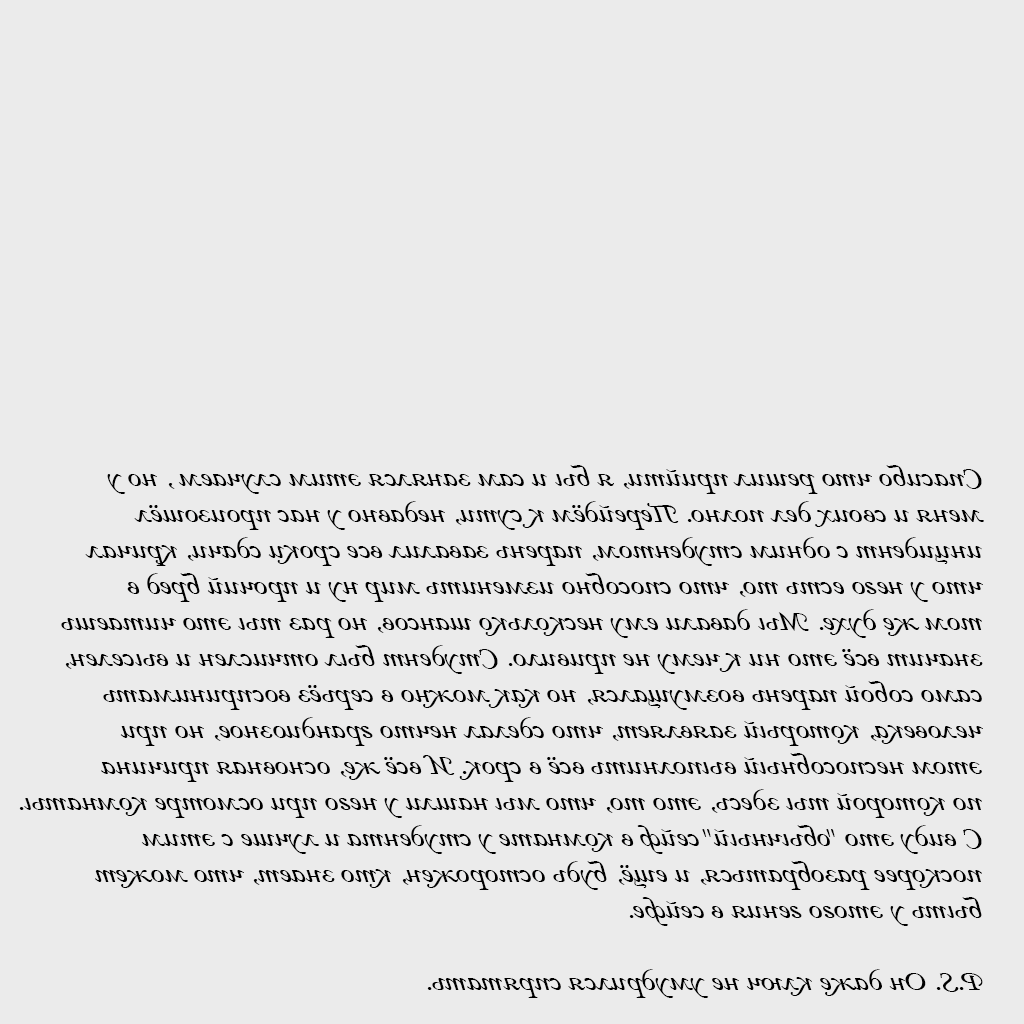 Спасибо что решил прийти, я бы и сам занялся этим случаем , но у
меня и своих дел полно. Перейдём к сути, недавно у нас произошёл
инцидент с одним студентом, парень завалил все сроки сдачи, кричал
что у него есть то, что способно изменить мир ну и прочий бред в
том же духе. Мы давали ему несколько шансов, но раз ты это читаешь
значит всё это ни к чему не привило. Студент был отчислен и выселен,
само собой парень возмущался, но как можно в серьёз воспринимать
человека, который заявляет, что сделал нечто грандиозное, но при
этом неспособный выполнить всё в срок. И всё же, основная причина
по которой ты здесь, это то, что мы нашли у него при осмотре комнаты.
С виду это "обычный" сейф в комнате у студента и лучше с этим
поскорее разобраться, и ещё, будь осторожен, кто знает, что может
быть у этого гения в сейфе.
P.S. Он даже ключ не умудрился спрятать.